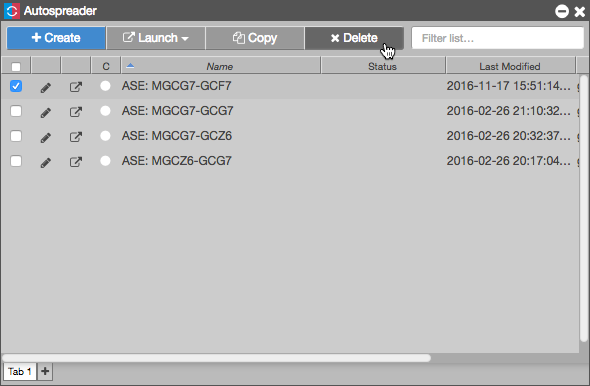 Autospreader
Create Launch Copy Delete Filter list...
C Name Status Last Modified
ASE: MGCG7-GCF7 2016-11-17 15:51:14...
ASE: MGCG7-GCG7 2016-02-26 21:10:32...
ASE: MGCG7-GCZ6 2016-02-26 20:32:37...
ASE: MGCZ6-GCG7 2016-02-26 20:17:04...
Tab 1 +